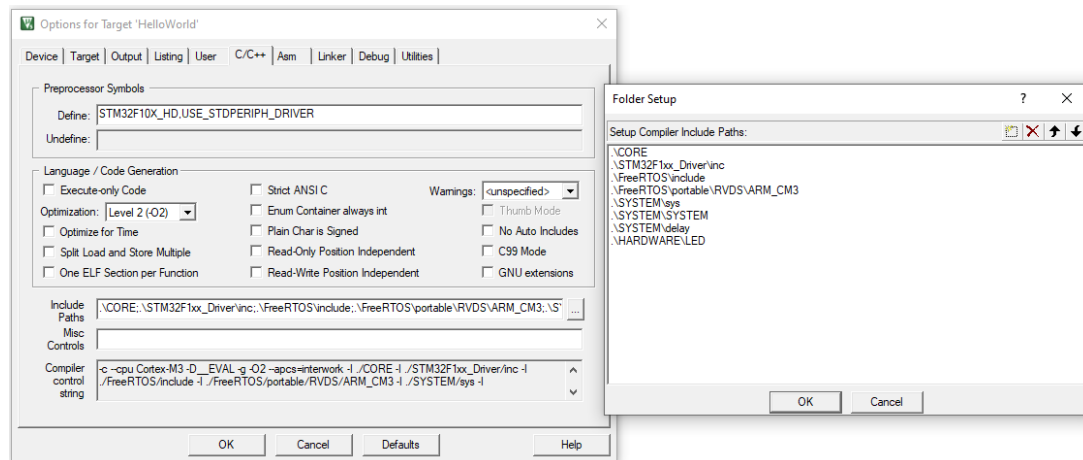 Options for Target 'HelloWorld'
Device Target Output Listing User C/C++ Asm Linker Debug Utilities
Preprocessor Symbols
Define: STM32F10X_HD,USE_STDPERIPH_DRIVER
Undefine:
Language / Code Generation
Execute-only Code Strict ANSI C Warnings: <unspecified>
Optimization: Level 2 (-O2) Enum Container always int Thumb Mode
Optimize for Time Plain Char is Signed No Auto Includes
Split Load and Store Multiple Read-Only Position Independent C99 Mode
One ELF Section per Function Read-Write Position Independent GNU extensions
Include Paths .\CORE;.\STM32F1xx_Driver\inc;.\FreeRTOS\include;.\FreeRTOS\portable\RVDS\ARM_CM3;.\SY ...
Misc Controls
Compiler control string
-c --cpu Cortex-M3 -D__EVAL -g -O2 --apcs=interwork -I ./CORE -I ./STM32F1xx_Driver/inc -I
./FreeRTOS/include -I ./FreeRTOS/portable/RVDS/ARM_CM3 -I ./SYSTEM/sys -I
OK Cancel Defaults Help
Folder Setup ?
Setup Compiler Include Paths:
.\CORE
.\STM32F1xx_Driver\inc
.\FreeRTOS\include
.\FreeRTOS\portable\RVDS\ARM_CM3
.\SYSTEM\sys
.\SYSTEM\SYSTEM
.\SYSTEM\delay
.\HARDWARE\LED
OK Cancel